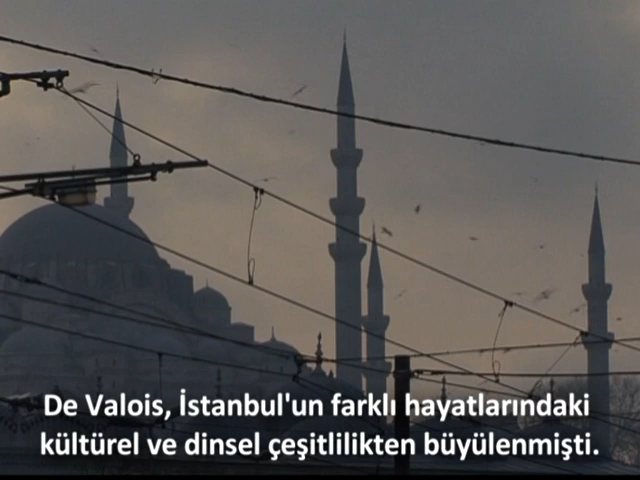 De Valois, İstanbul'un farklı hayatlarındaki
kültürel ve dinsel çeşitlilikten büyülenmişti.